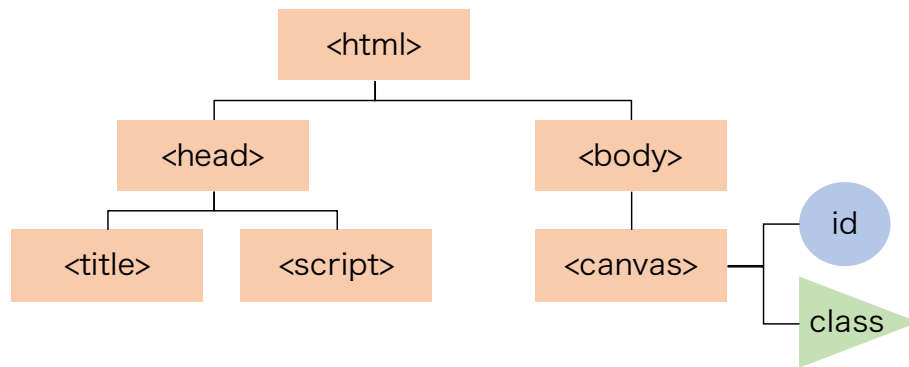 <html>
<head>
<body>
<title>
<script>
<canvas>
id
class